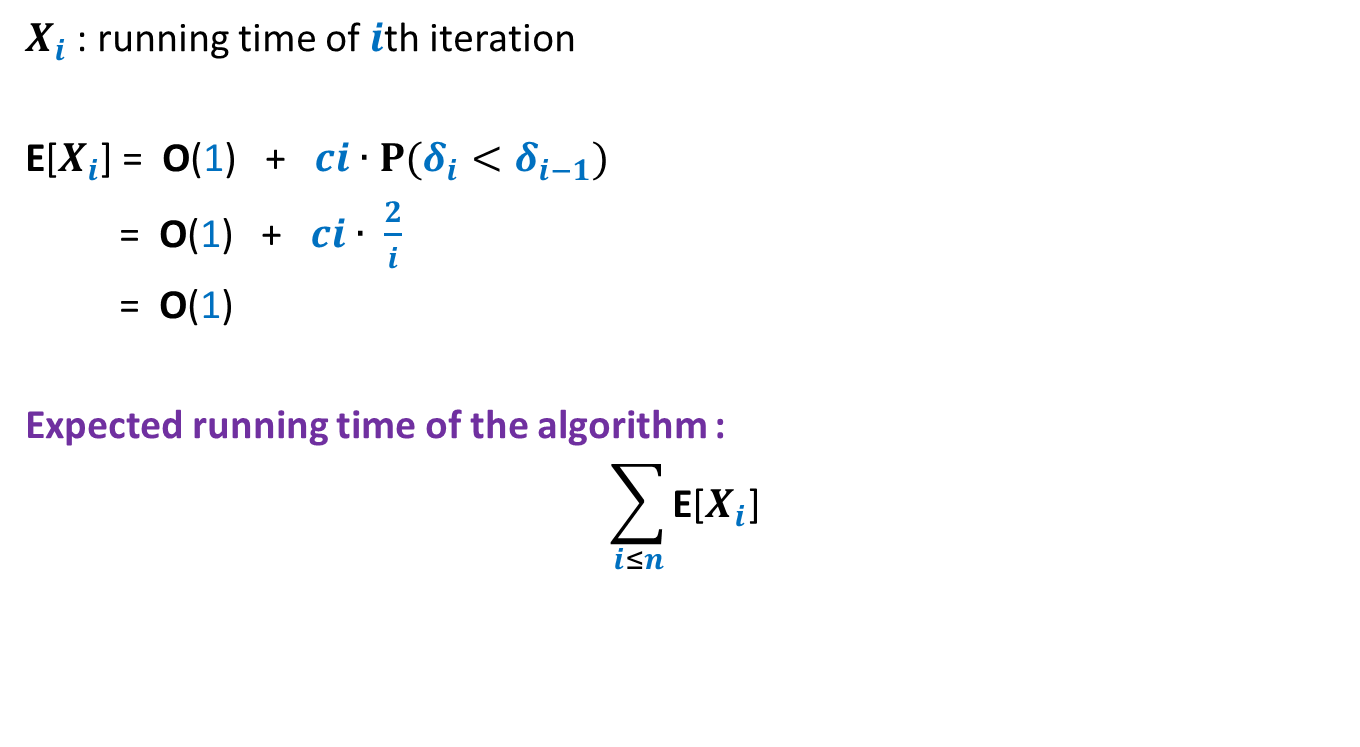 X_i : running time of ith iteration
E[X_i] = O(1) + ci · P(δ_i < δ_{i−1})
= O(1) + ci · 2/i
= O(1)
Expected running time of the algorithm :
∑_{i≤n} E[X_i]